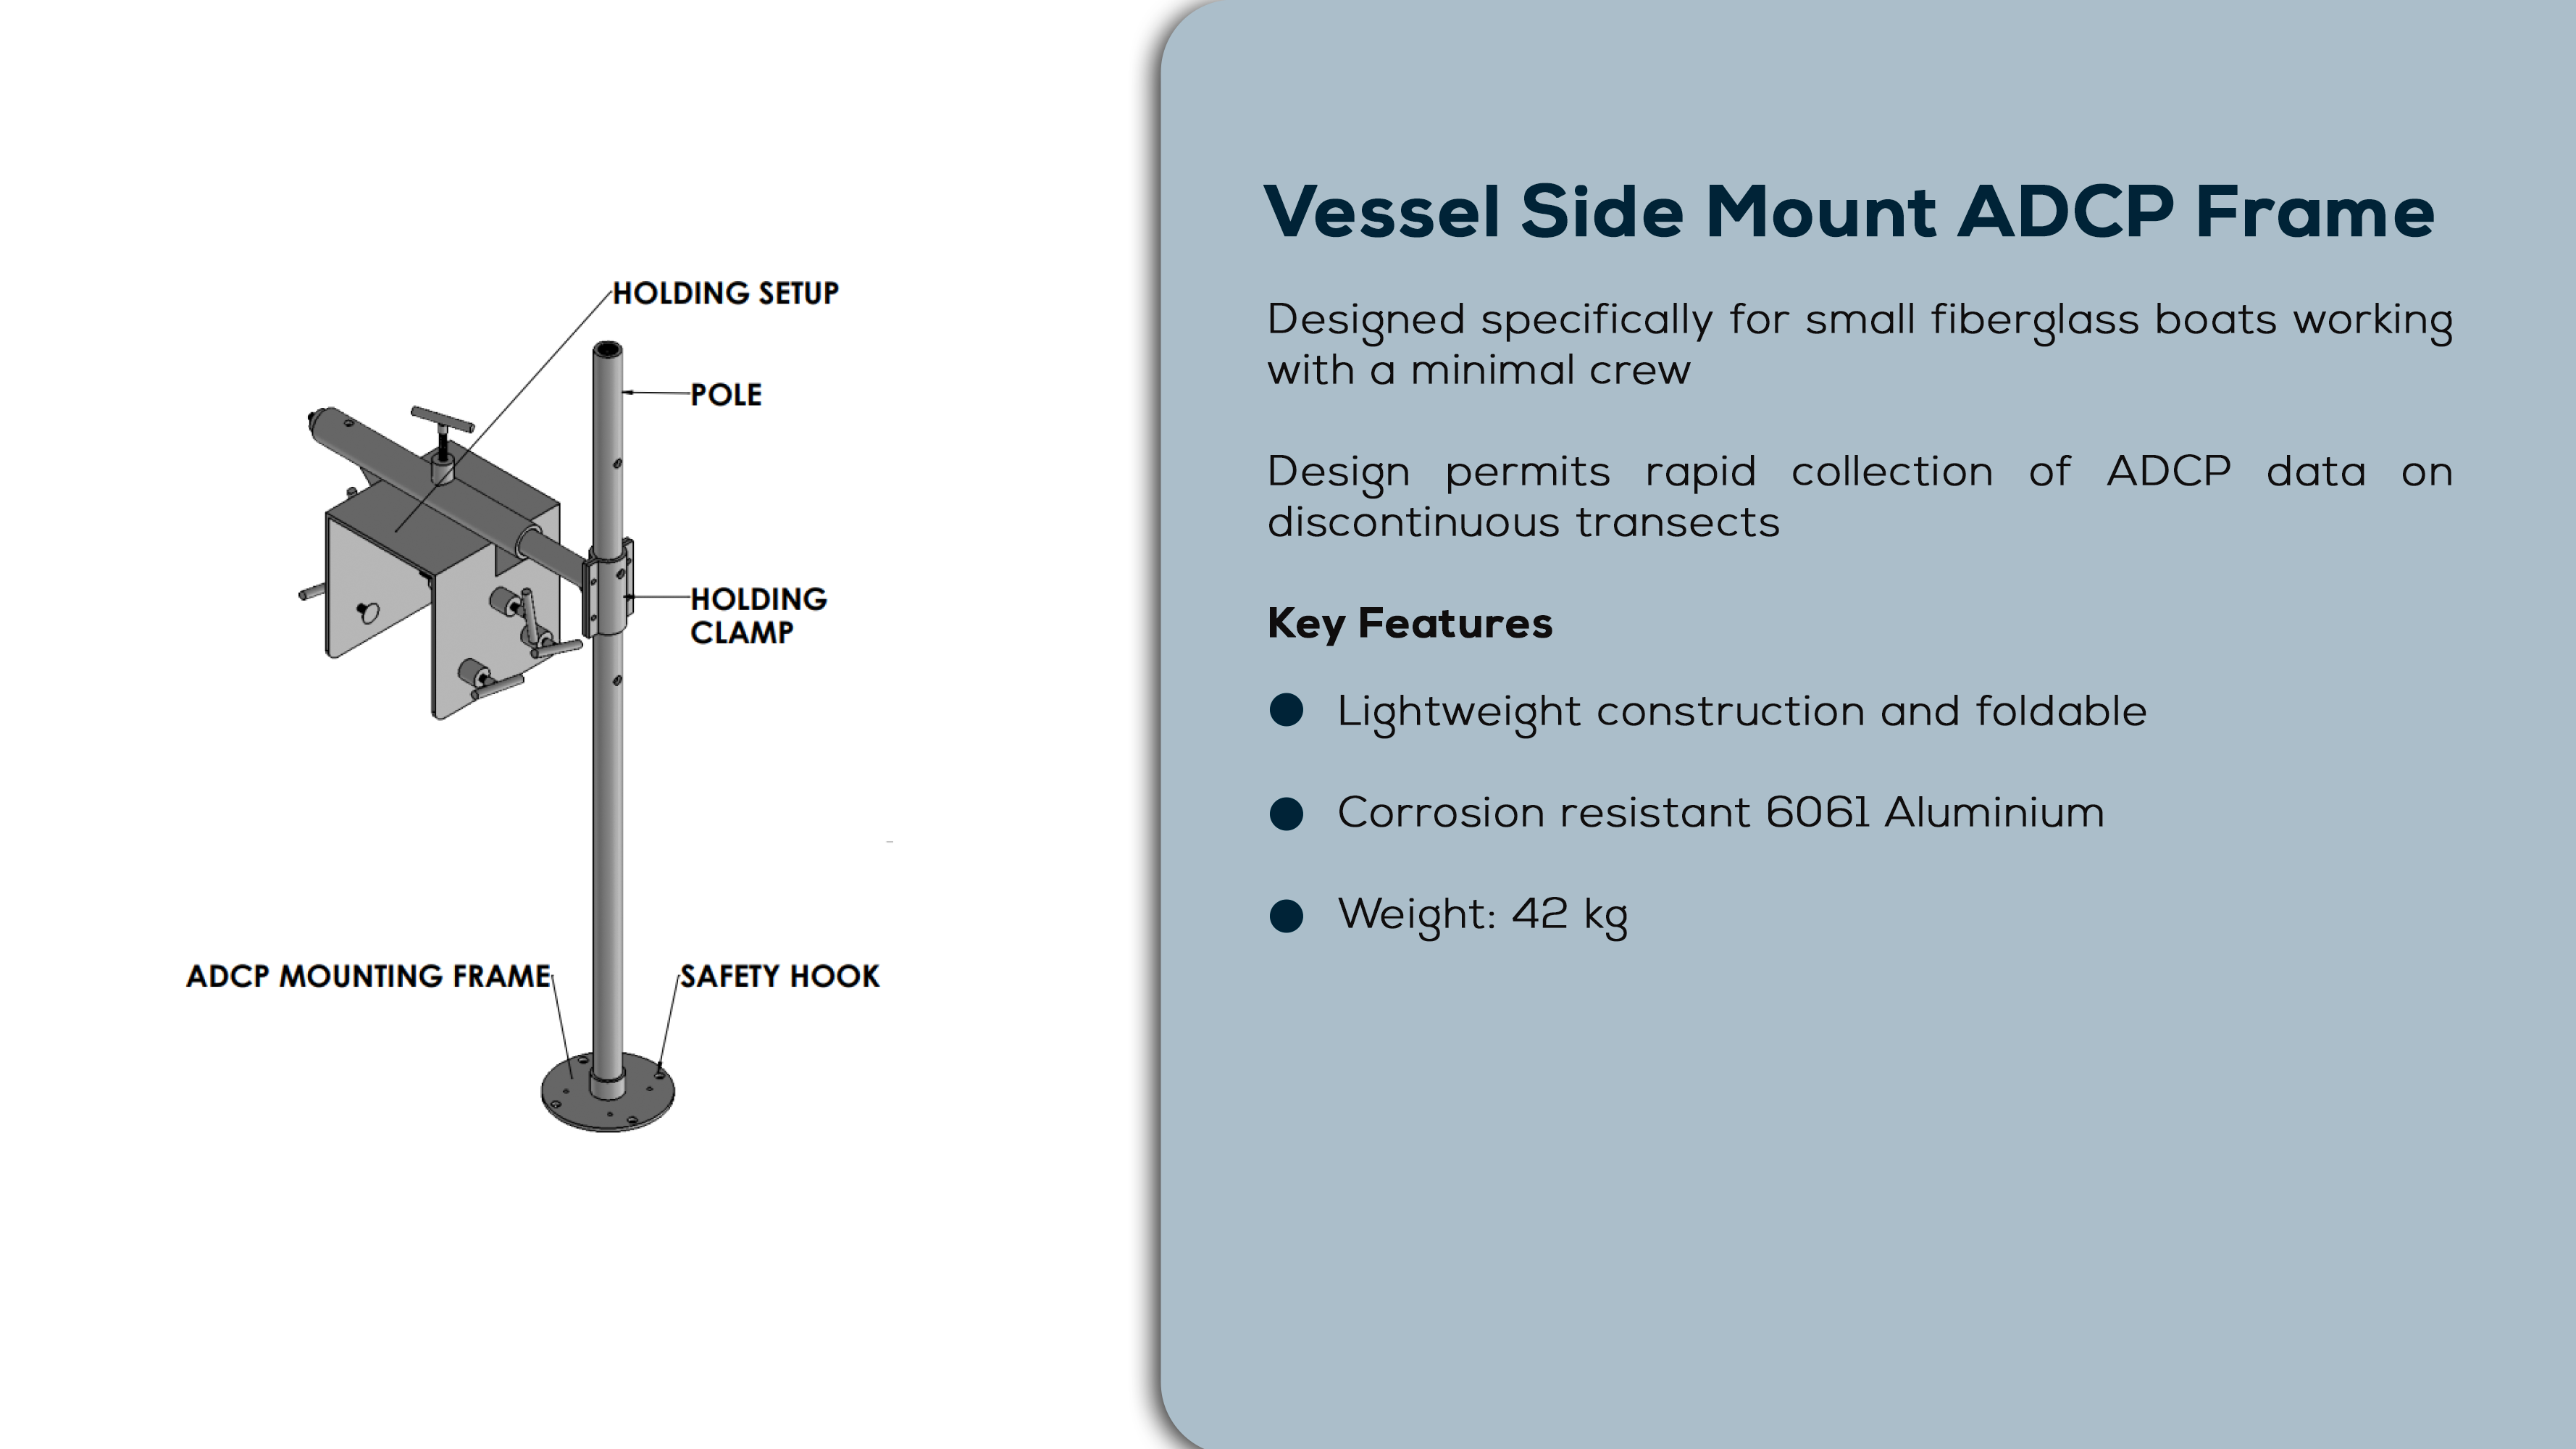 HOLDING SETUP
POLE
HOLDING
CLAMP
ADCP MOUNTING FRAME
SAFETY HOOK
Vessel Side Mount ADCP Frame
Designed specifically for small fiberglass boats working
with a minimal crew
Design permits rapid collection of ADCP data on
discontinuous transects
Key Features
● Lightweight construction and foldable
● Corrosion resistant 6061 Aluminium
● Weight: 42 kg